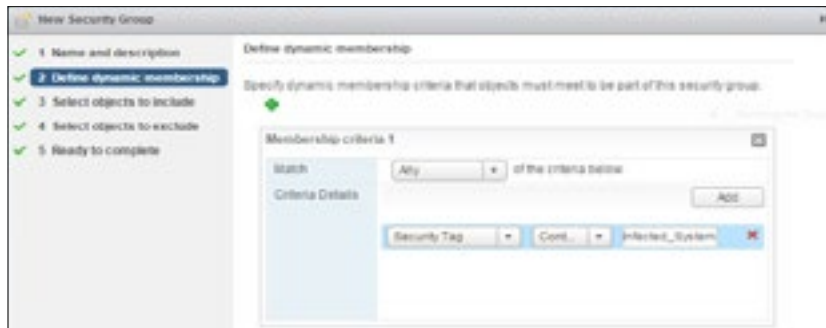 New Security Group
1 Name and description
2 Define dynamic membership
3 Select objects to include
4 Select objects to exclude
5 Ready to complete
Define dynamic membership
Specify dynamic membership criteria that objects must meet to be part of this security group.
Membership criteria 1
Match Any of the criteria below
Criteria Details
Add
Security Tag Cont... Infected_System